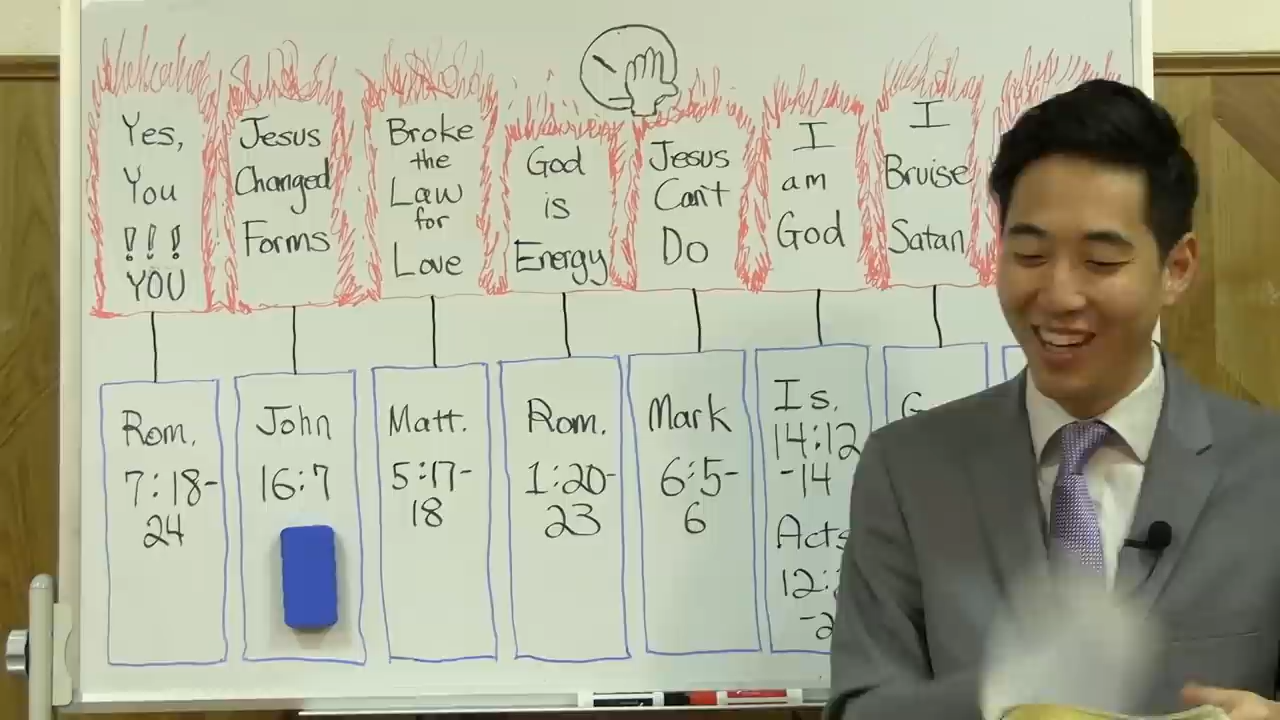 Yes,
You
!!!
YOU
Jesus
Changed
Forms
Broke
the
Law
for
Love
God
is
Energy
Jesus
Can't
Do
I
am
God
I
Bruise
Satan
Rom.
7:18-
24
John
16:7
Matt.
5:17-
18
Rom.
1:20-
23
Mark
6:5-
6
Is.
14:12
-14
Acts
12: